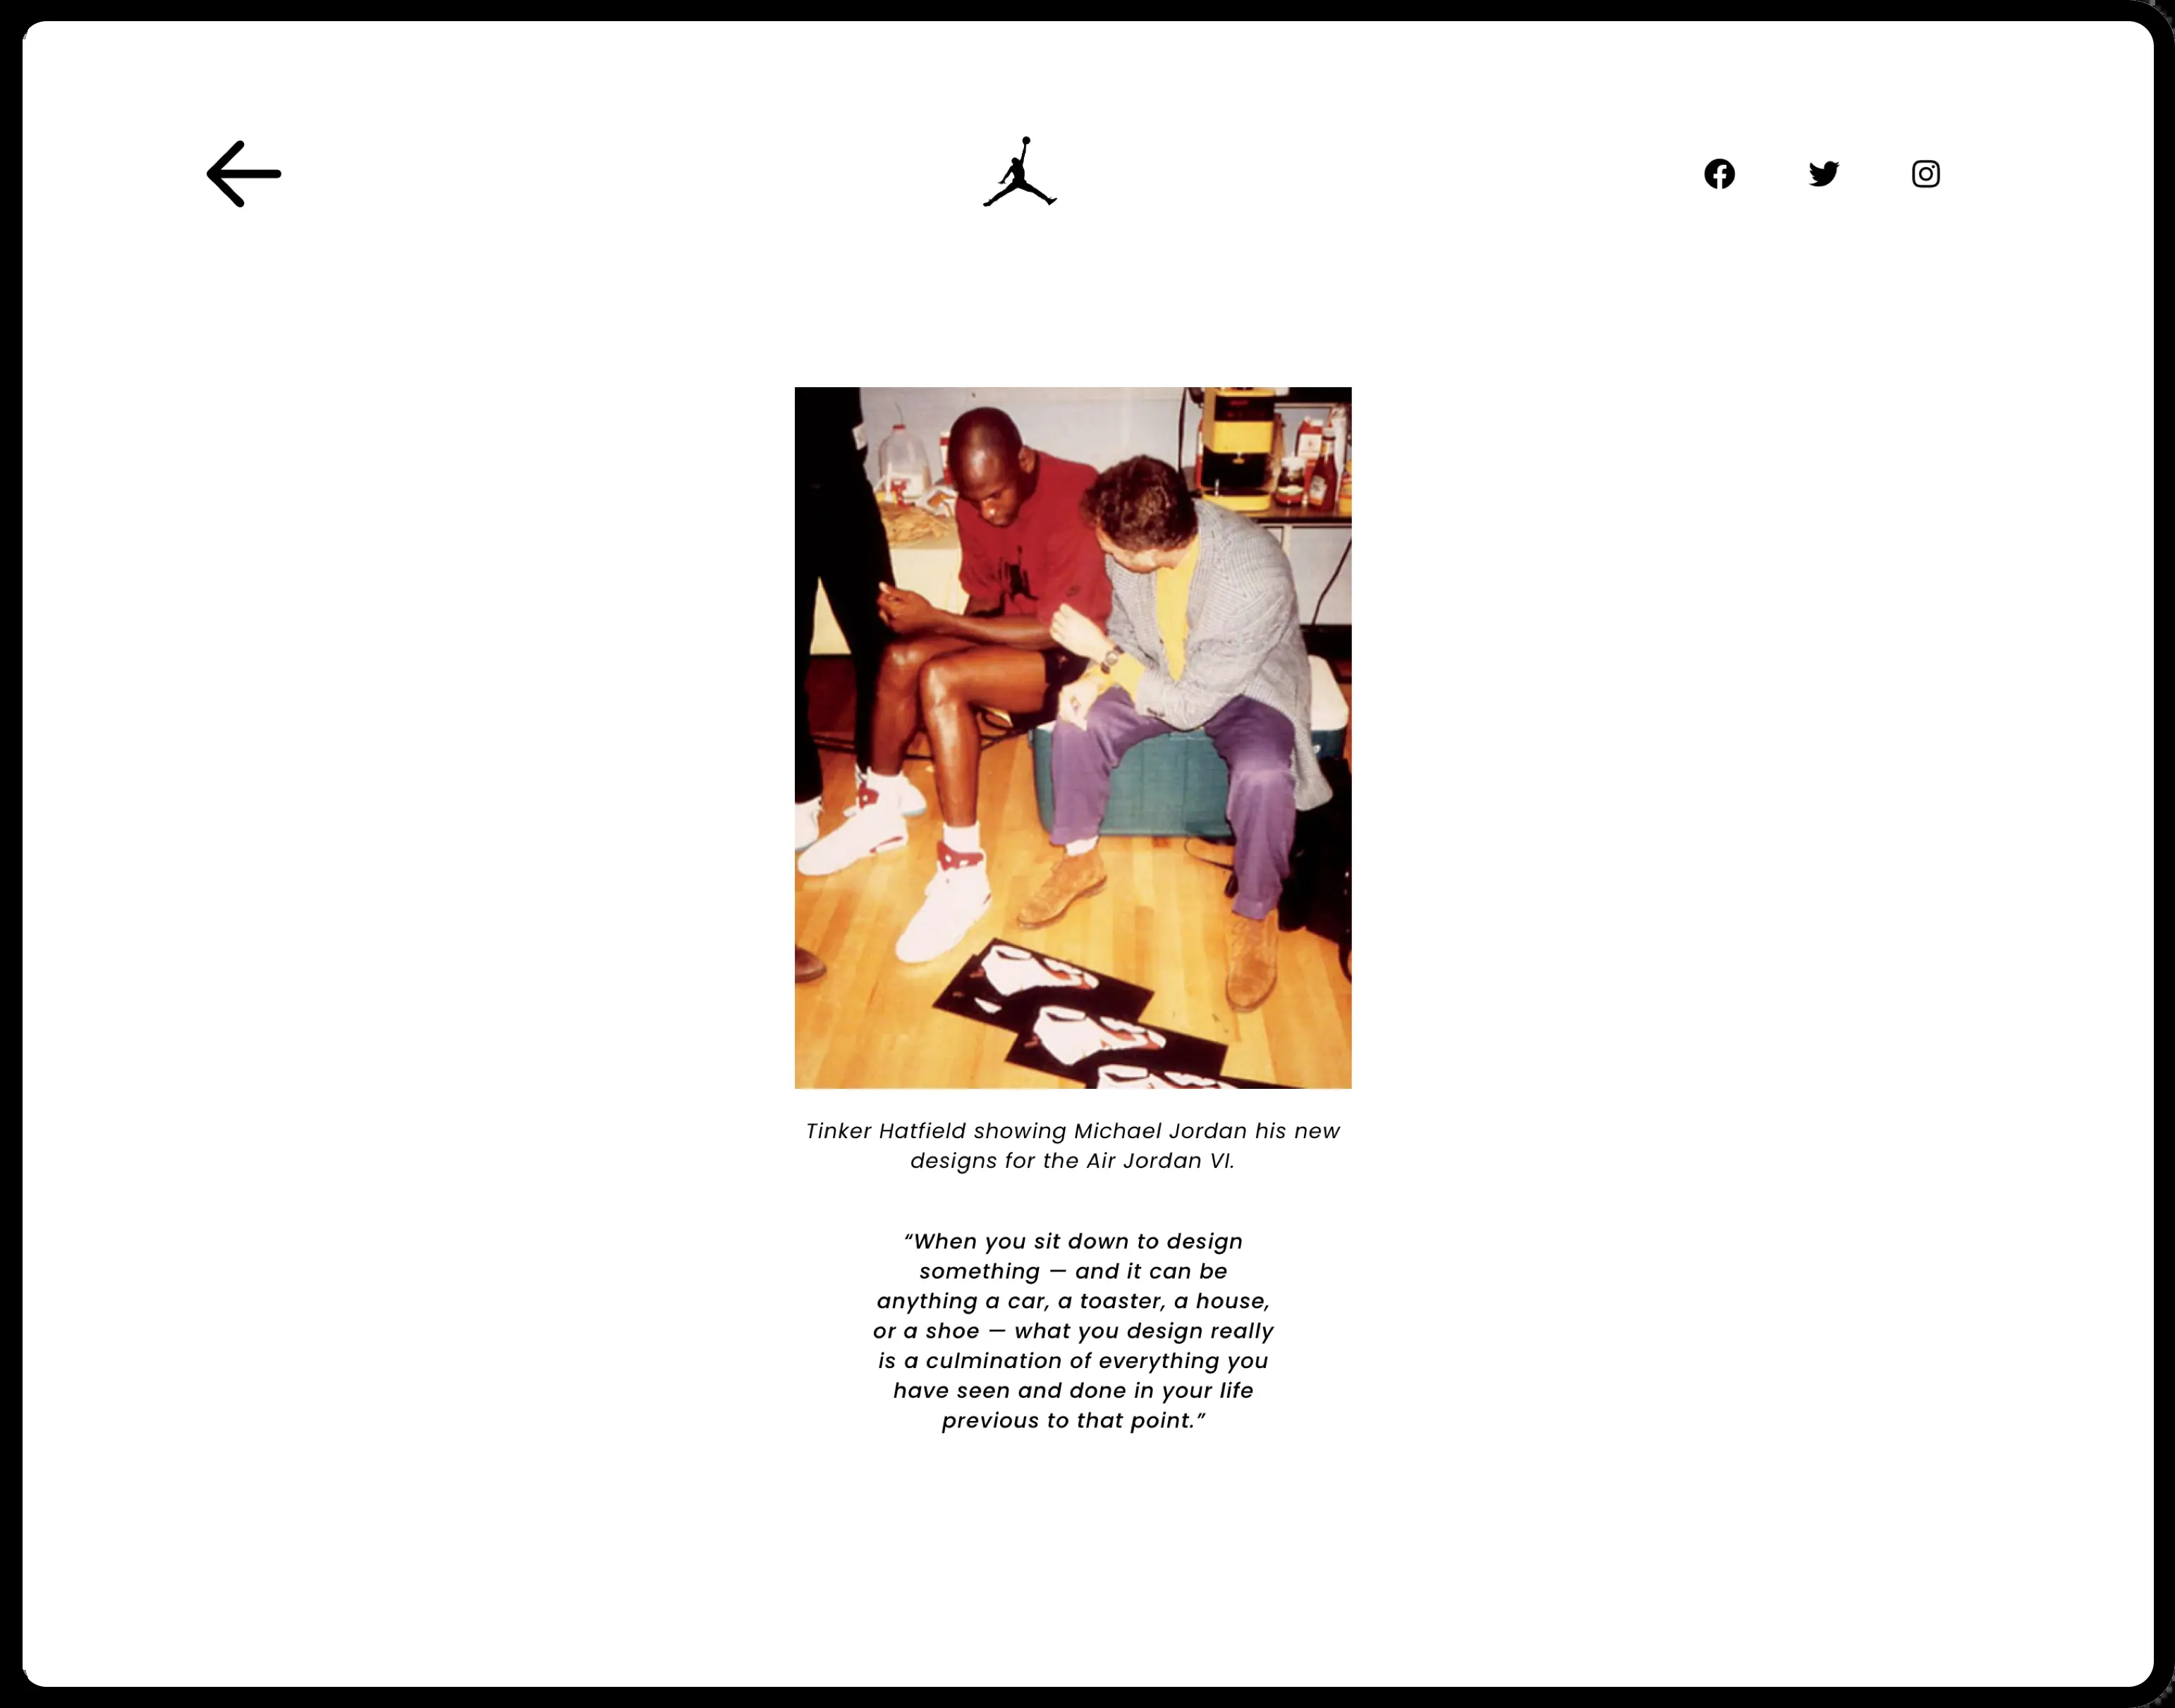 Tinker Hatfield showing Michael Jordan his new
designs for the Air Jordan VI.
“When you sit down to design
something — and it can be
anything a car, a toaster, a house,
or a shoe — what you design really
is a culmination of everything you
have seen and done in your life
previous to that point.”